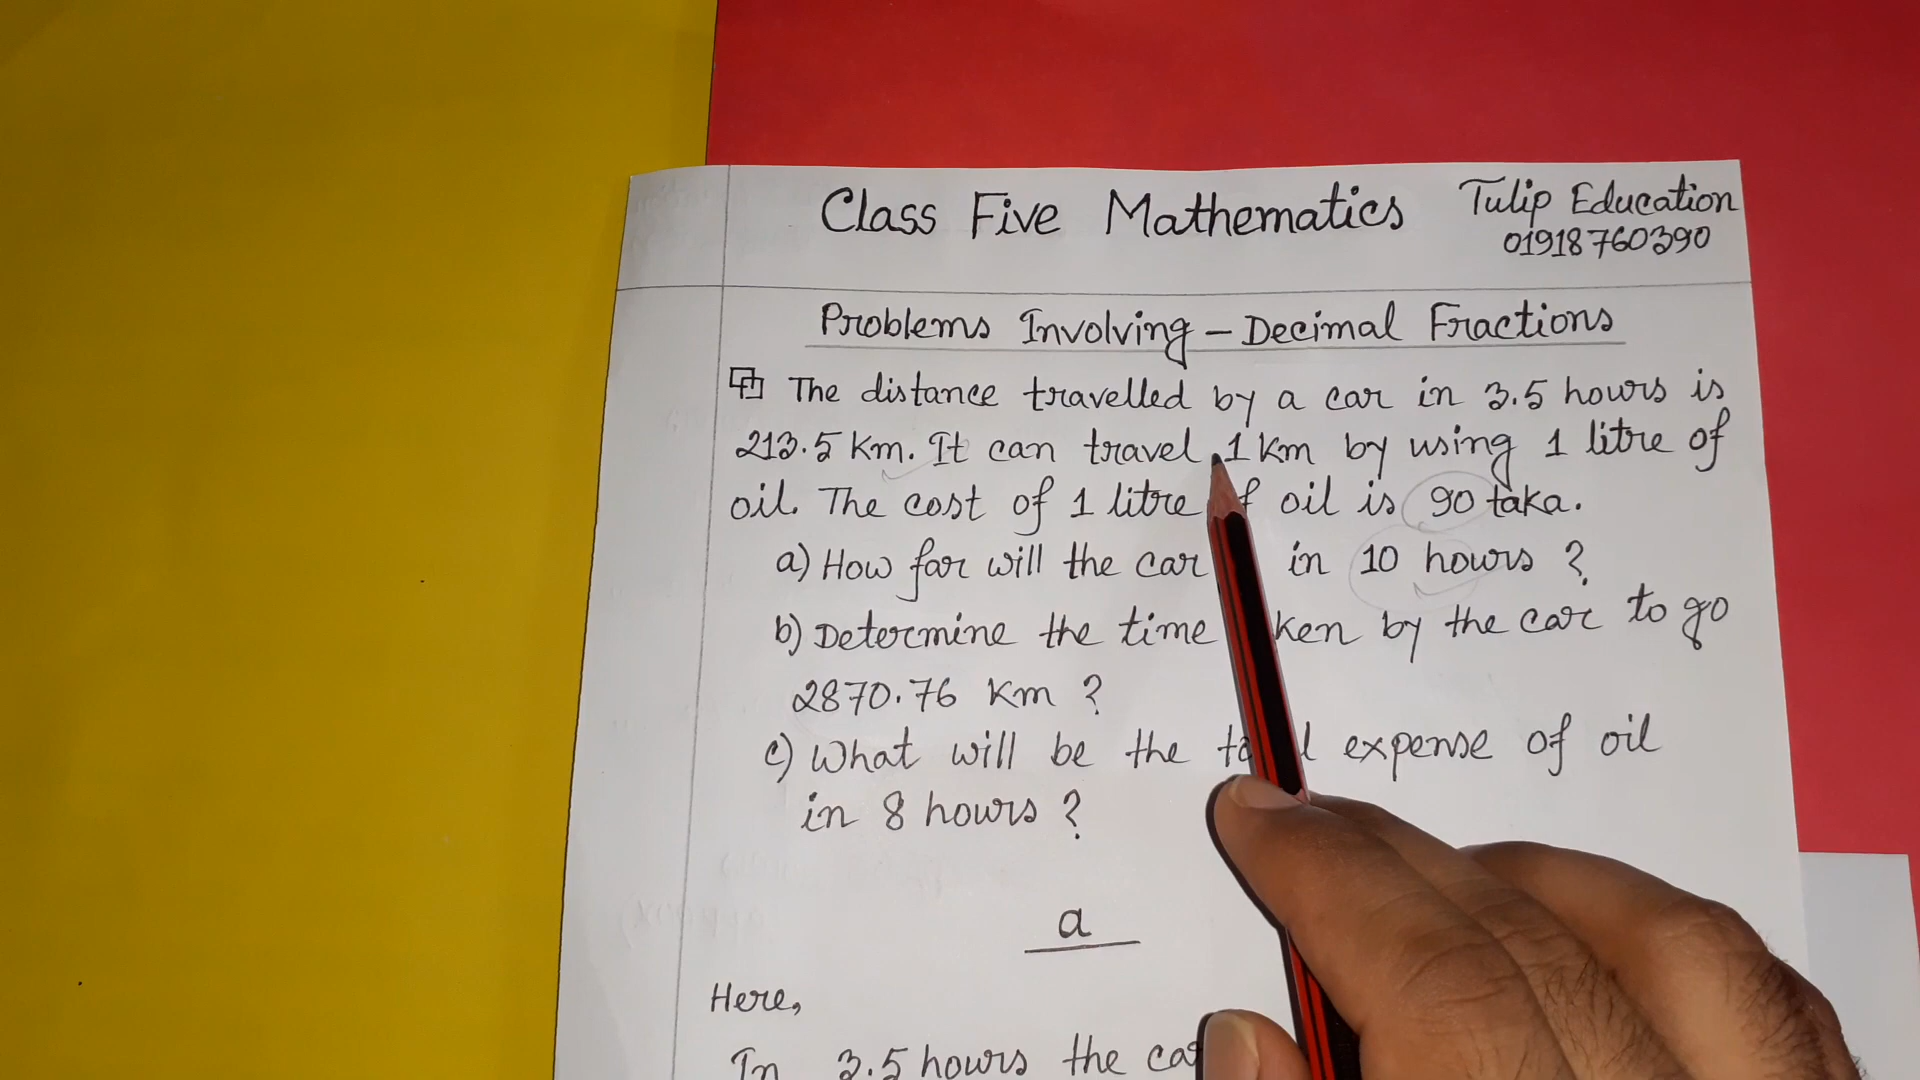 Class Five Mathematics
Tulip Education
01918760390
Problems Involving - Decimal Fractions
The distance travelled by a car in 3.5 hours is
213.5 km. It can travel 1 km by using 1 litre of
oil. The cost of 1 litre oil is 90 taka.
a) How far will the car in 10 hours ?
b) Determine the time by the car to go
2870.76 km ?
c) What will be the expense of oil
in 8 hours ?
a
Here,
In 3.5 hours the